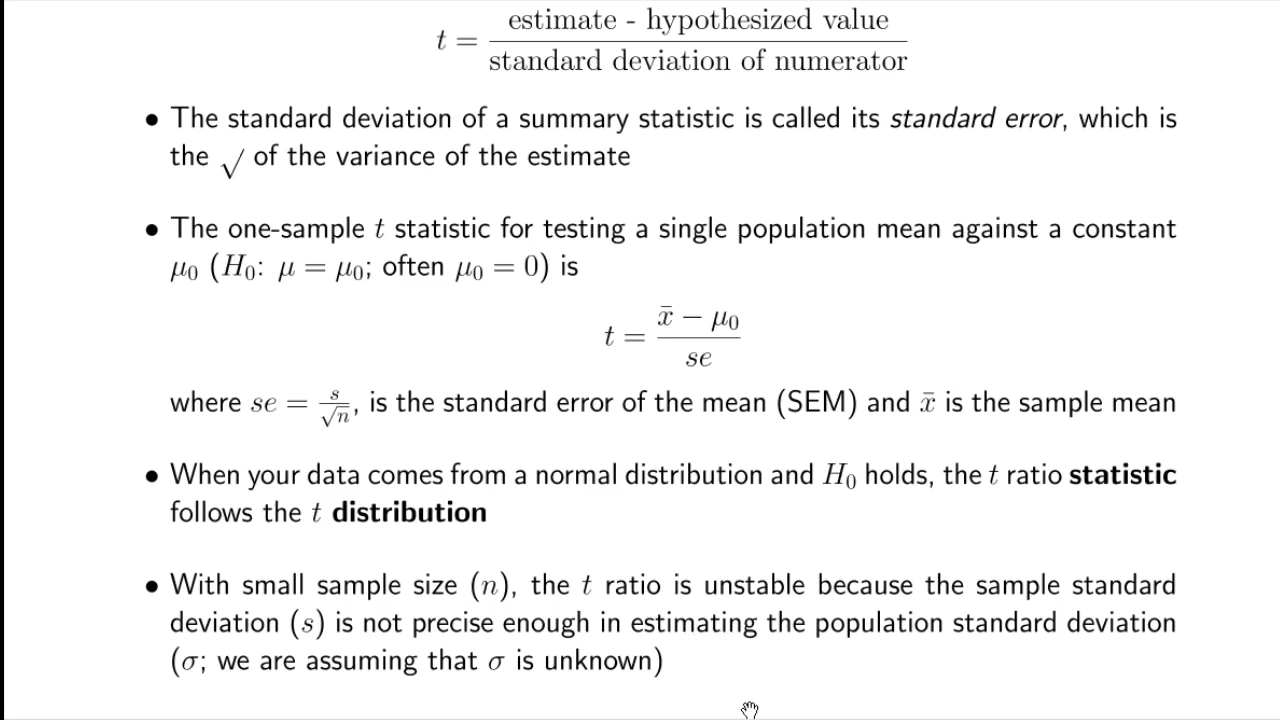 t = estimate - hypothesized value / standard deviation of numerator
• The standard deviation of a summary statistic is called its standard error, which is
the √ of the variance of the estimate
• The one-sample t statistic for testing a single population mean against a constant
μ₀ (H₀: μ = μ₀; often μ₀ = 0) is
t = x̄ − μ₀ / se
where se = s/√n, is the standard error of the mean (SEM) and x̄ is the sample mean
• When your data comes from a normal distribution and H₀ holds, the t ratio statistic
follows the t distribution
• With small sample size (n), the t ratio is unstable because the sample standard
deviation (s) is not precise enough in estimating the population standard deviation
(σ; we are assuming that σ is unknown)